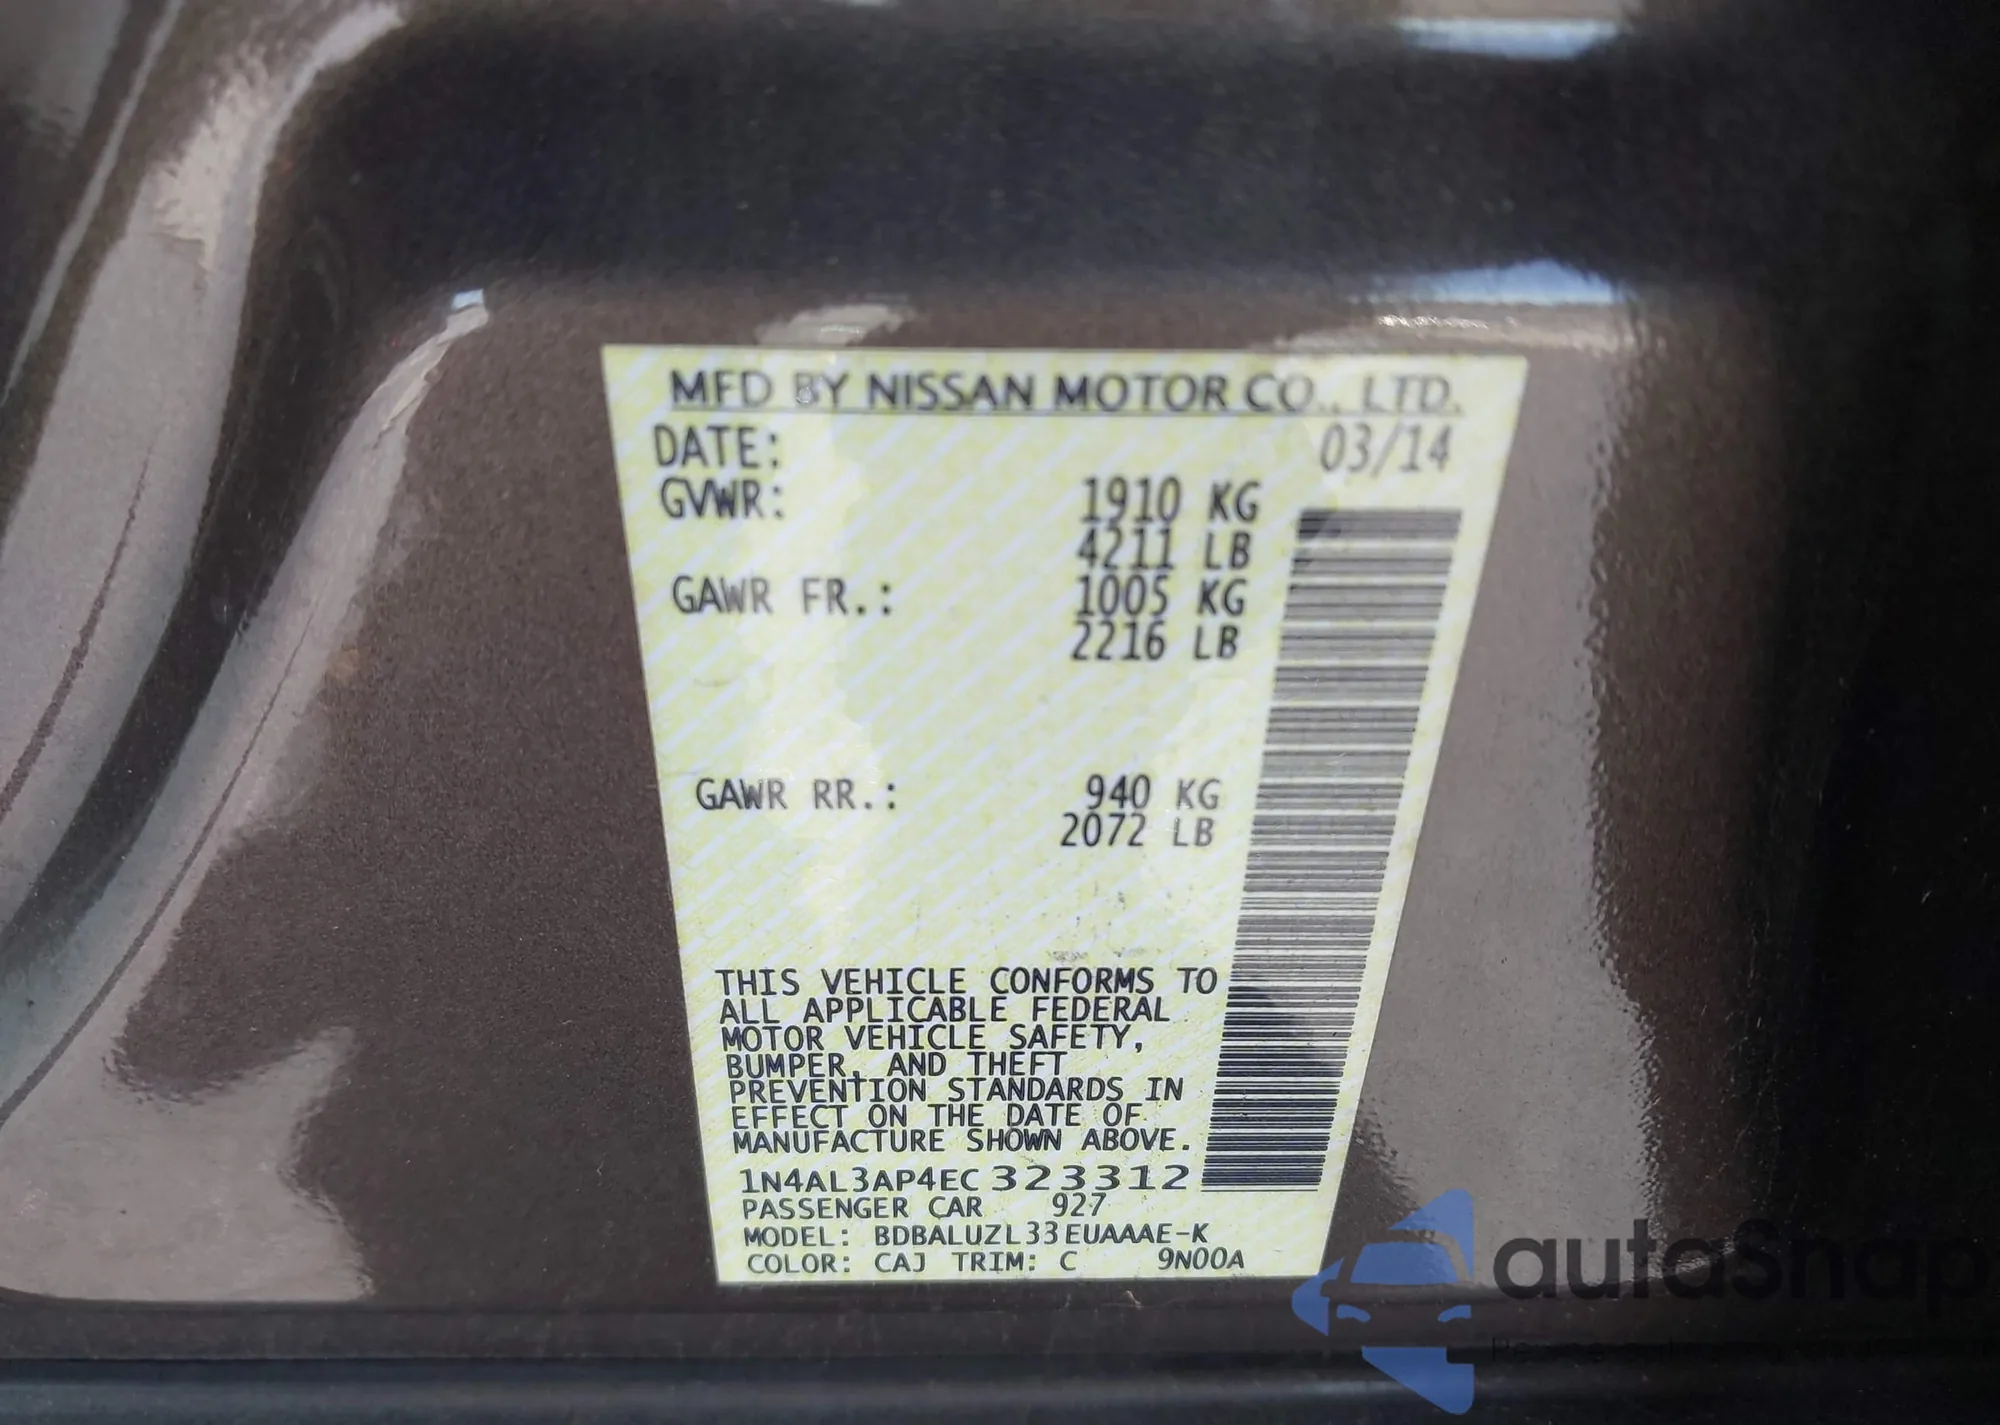 MFD BY NISSAN MOTOR CO., LTD.
DATE: 03/14
GVWR: 1910 KG
4211 LB
GAWR FR.: 1005 KG
2216 LB
GAWR RR.: 940 KG
2072 LB
THIS VEHICLE CONFORMS TO
ALL APPLICABLE FEDERAL
MOTOR VEHICLE SAFETY,
BUMPER, AND THEFT
PREVENTION STANDARDS IN
EFFECT ON THE DATE OF
MANUFACTURE SHOWN ABOVE.
1N4AL3AP4EC323312
PASSENGER CAR 927
MODEL: BDBALUZL33EUAAAE-K
COLOR: CAJ TRIM: C 9N00A
autosnap